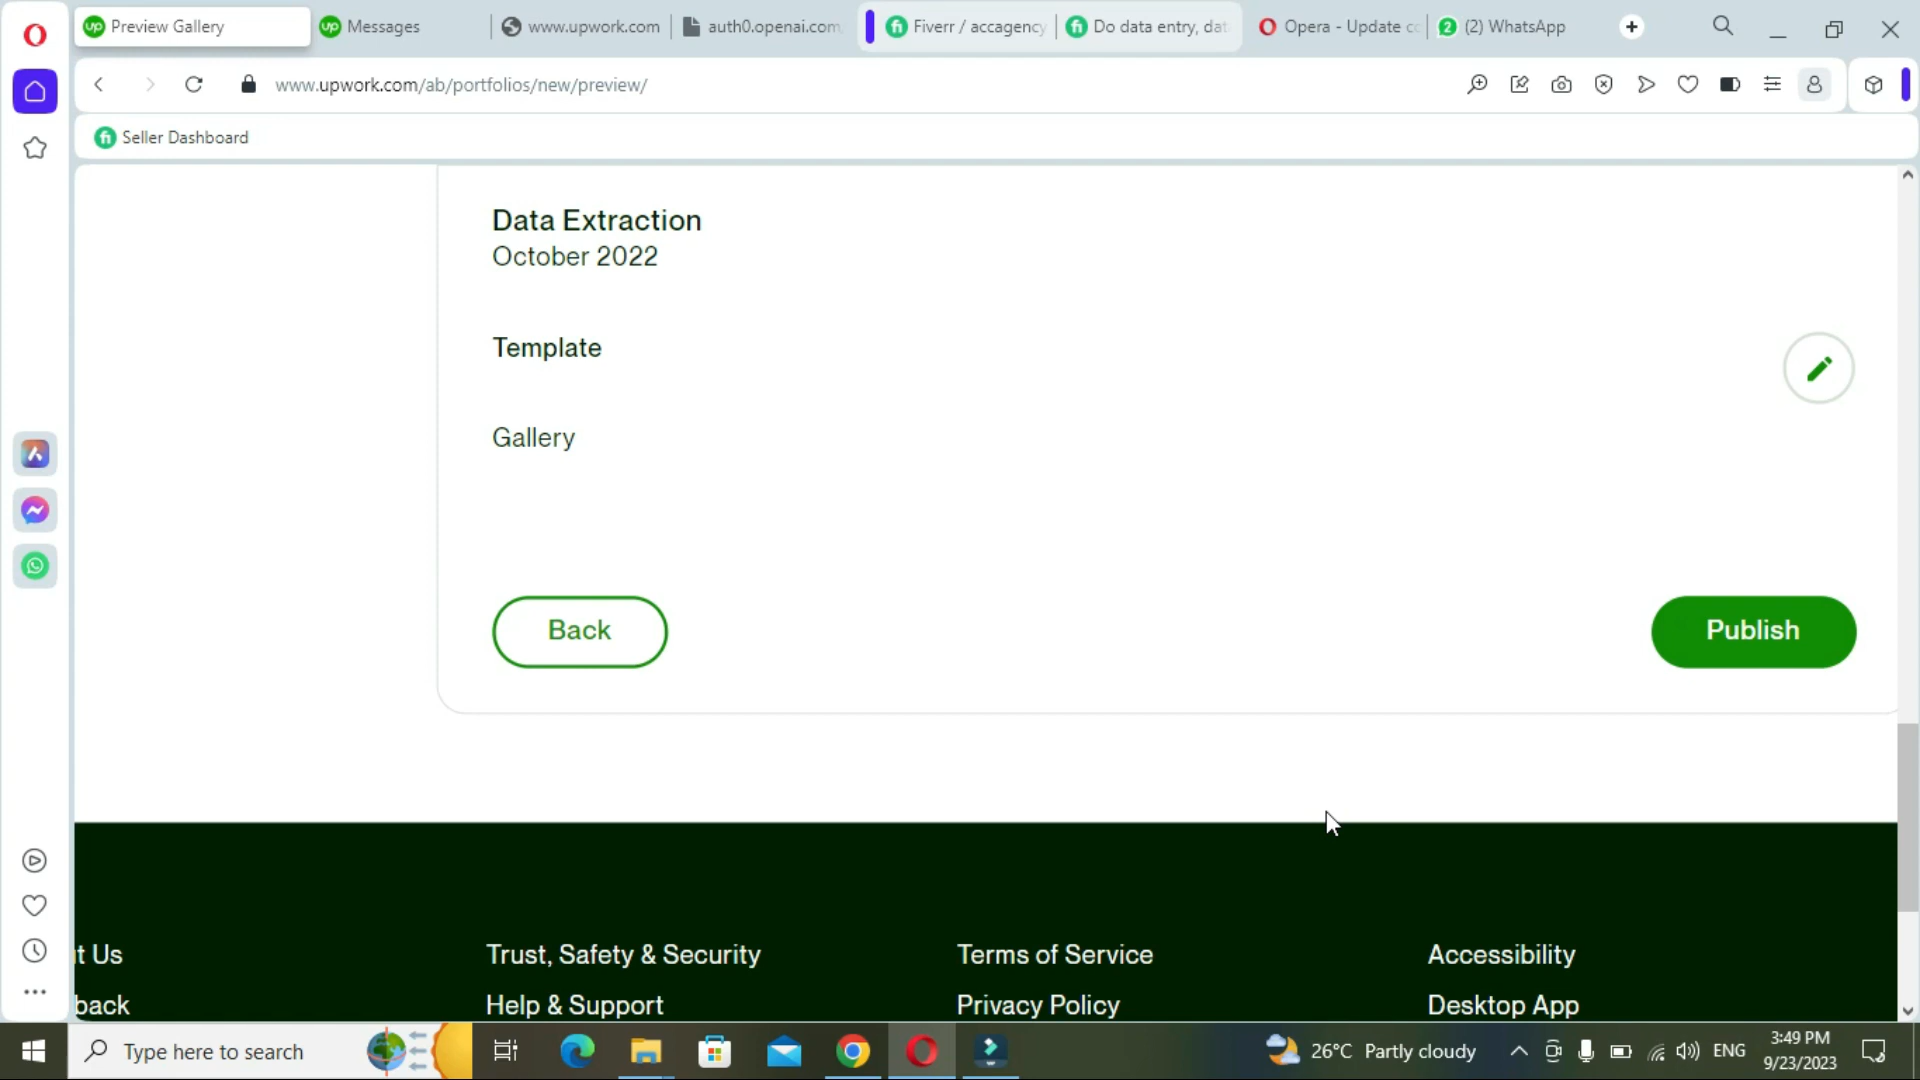 Preview Gallery
Messages
www.upwork.com
auth0.openai.com
Fiverr / accagency
Do data entry, dat
Opera - Update co
2 (2) WhatsApp
www.upwork.com/ab/portfolios/new/preview/
Seller Dashboard
Data Extraction
October 2022
Template
Gallery
Back
Publish
t Us
Trust, Safety & Security
Terms of Service
Accessibility
back
Help & Support
Privacy Policy
Desktop App
Type here to search
26°C Partly cloudy
ENG
3:49 PM
9/23/2023